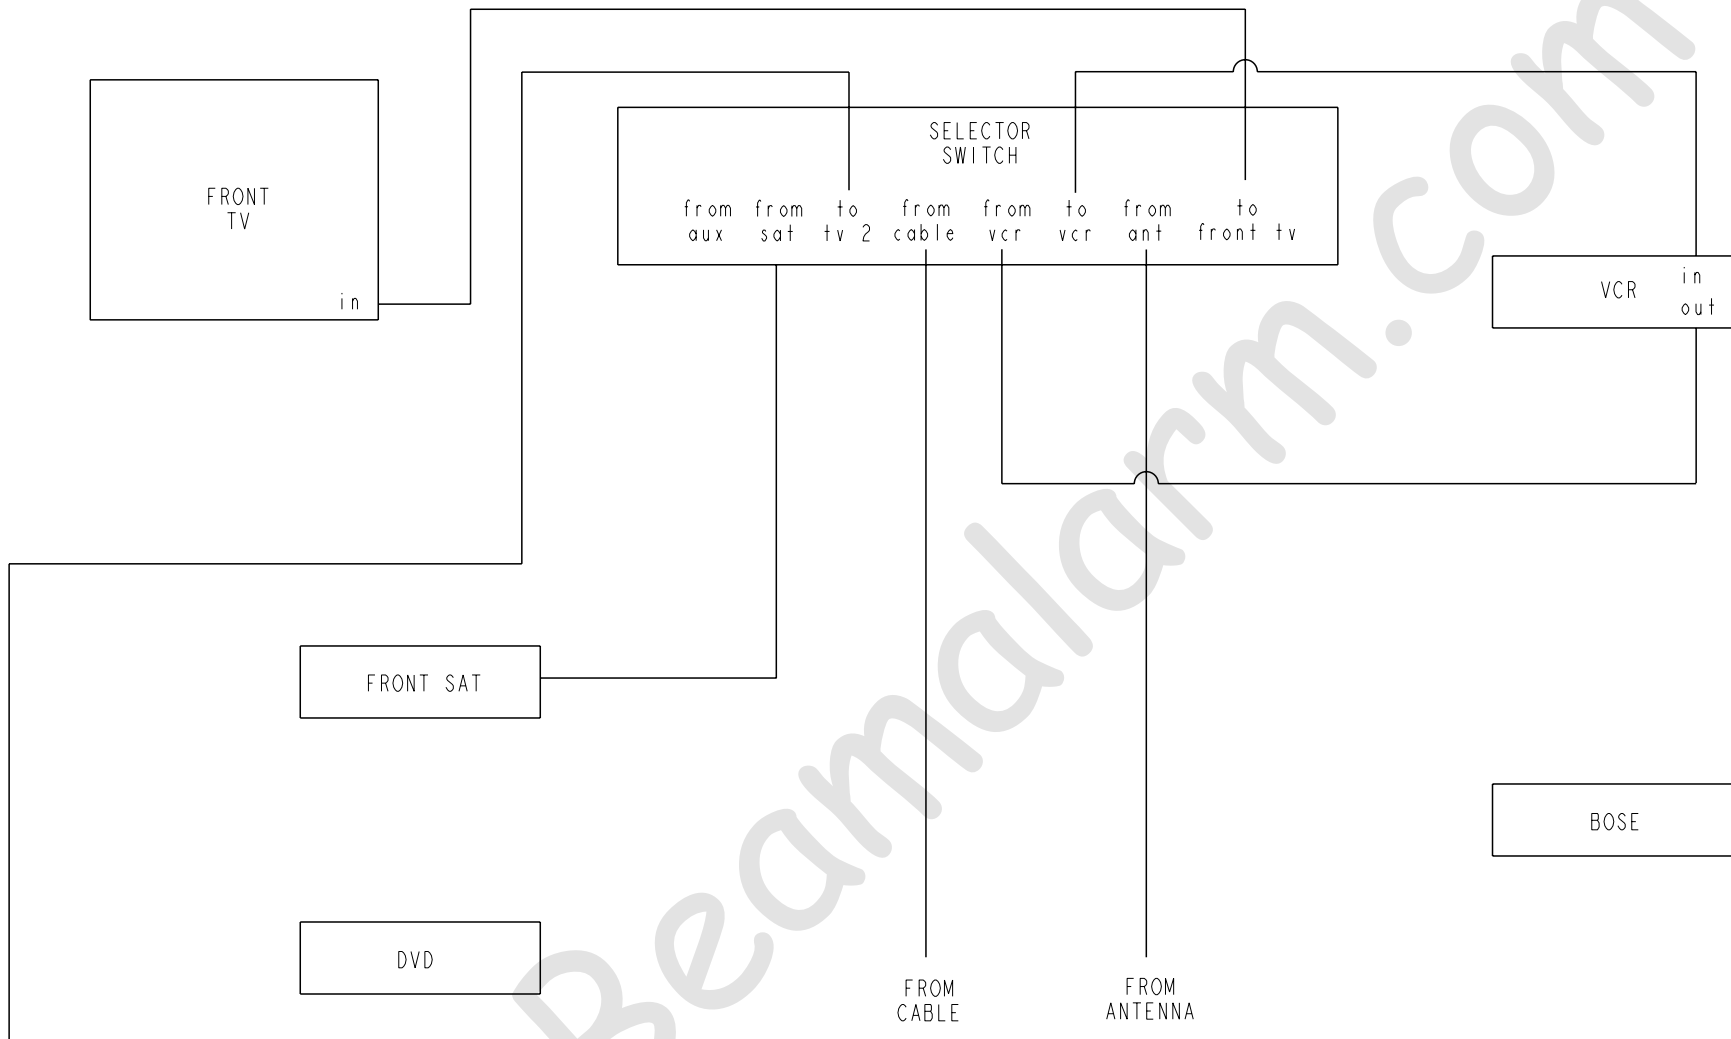 SELECTOR
SWITCH
FRONT
TV
in
from from to from from to from to
aux sat tv 2 cable vcr vcr ant front tv
VCR
in
out
FRONT SAT
BOSE
DVD
FROM
CABLE
FROM
ANTENNA
Beamalarm.com